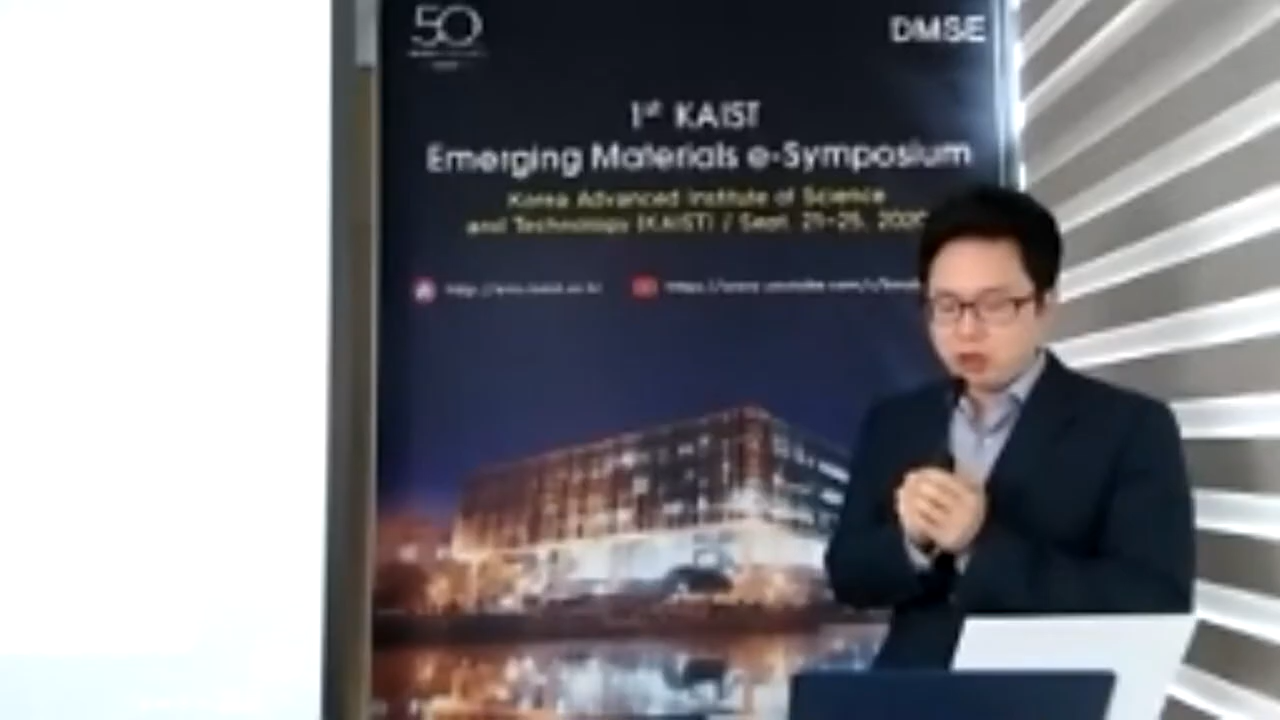 50
DMSE
1st KAIST
Emerging Materials e-Symposium
Korea Advanced Institute of Science
and Technology (KAIST) / Sept. 21-25, 2020